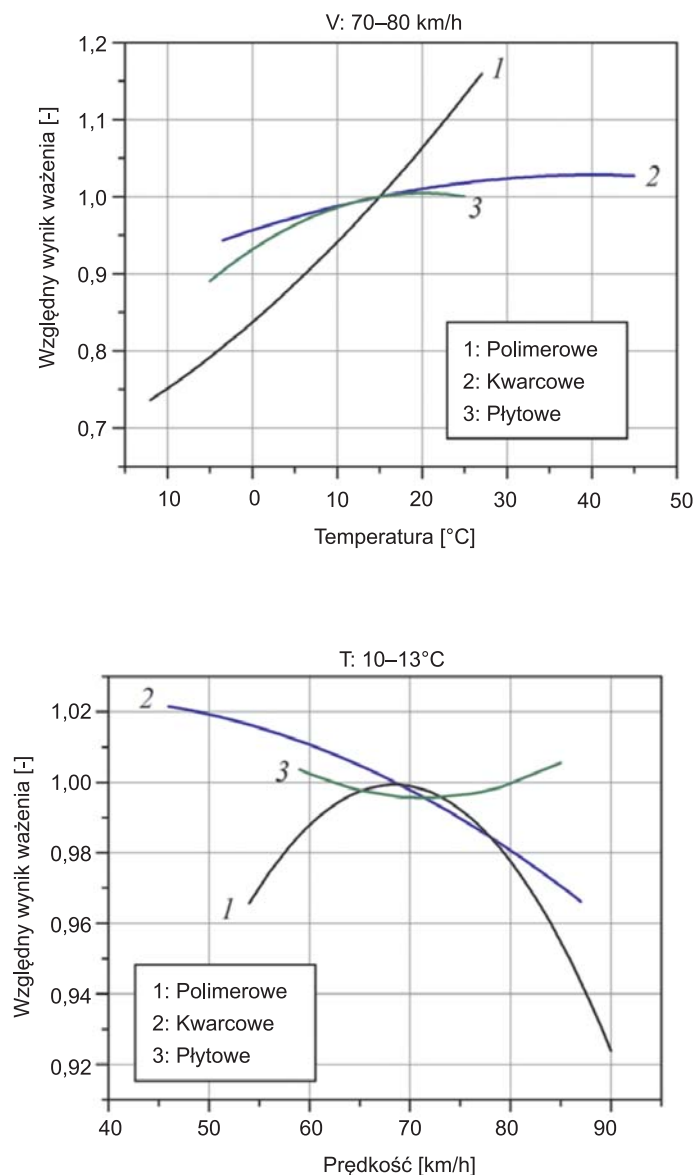 V: 70–80 km/h
1,2
1,1
1,0
0,9
0,8
0,7
Względny wynik ważenia [-]
1
2
3
1: Polimerowe
2: Kwarcowe
3: Płytowe
10 0 10 20 30 40 50
Temperatura [°C]
T: 10–13°C
1,02
1,00
0,98
0,96
0,94
0,92
Względny wynik ważenia [-]
2
3
1
1: Polimerowe
2: Kwarcowe
3: Płytowe
40 50 60 70 80 90
Prędkość [km/h]